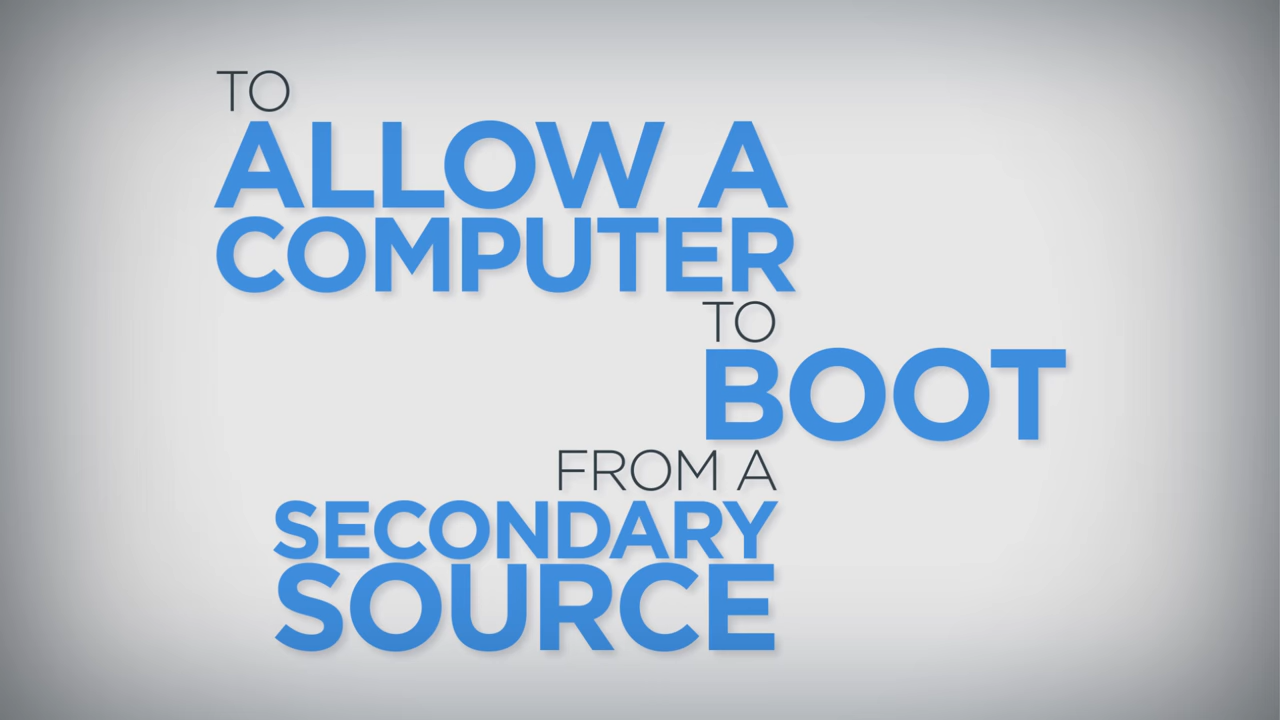 TO
ALLOW A
COMPUTER
TO
BOOT
FROM A
SECONDARY
SOURCE